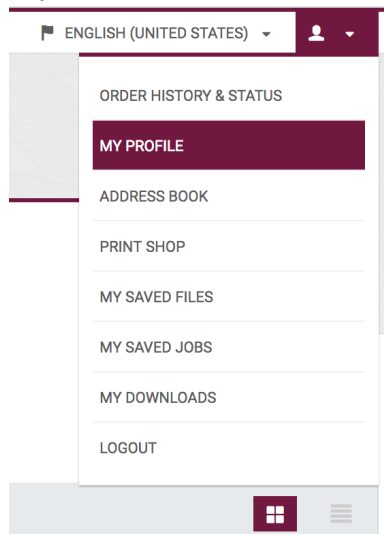 ENGLISH (UNITED STATES)
ORDER HISTORY & STATUS
MY PROFILE
ADDRESS BOOK
PRINT SHOP
MY SAVED FILES
MY SAVED JOBS
MY DOWNLOADS
LOGOUT